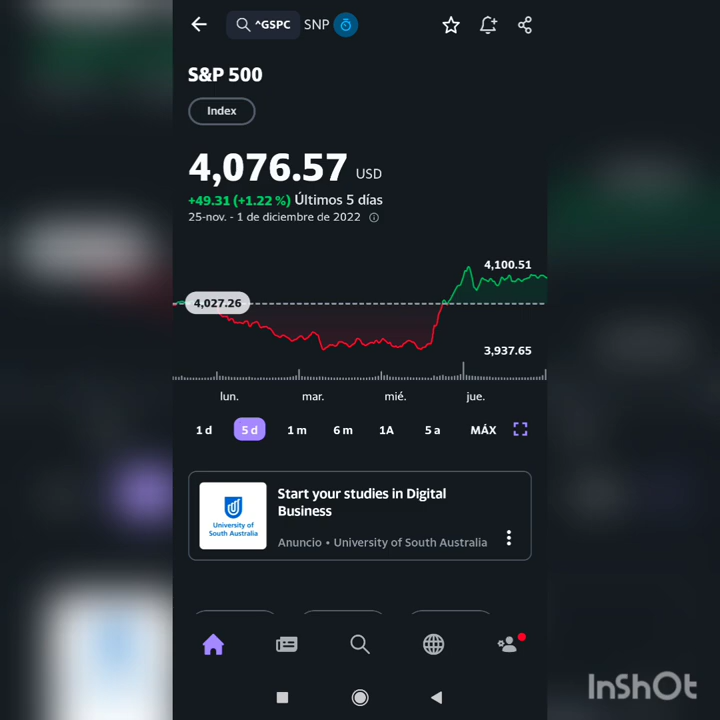 ^GSPC SNP
S&P 500
Index
4,076.57 USD
+49.31 (+1.22 %) Últimos 5 días
25-nov. - 1 de diciembre de 2022
4,100.51
4,027.26
3,937.65
lun. mar. mié. jue.
1 d 5 d 1 m 6 m 1A 5 a MÁX
Start your studies in Digital
Business
University of
South Australia
Anuncio • University of South Australia
InShOt